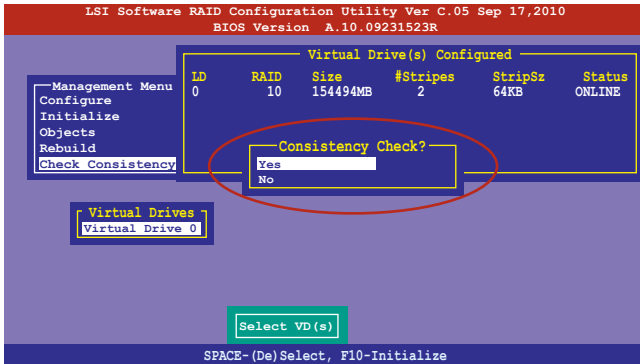 LSI Software RAID Configuration Utility Ver C.05 Sep 17,2010
BIOS Version A.10.09231523R
Virtual Drive(s) Configured
LD RAID Size #Stripes StripSz Status
0 10 154494MB 2 64KB ONLINE
Management Menu
Configure
Initialize
Objects
Rebuild
Check Consistency
Consistency Check?
Yes
No
Virtual Drives
Virtual Drive 0
Select VD(s)
SPACE-(De)Select, F10-Initialize